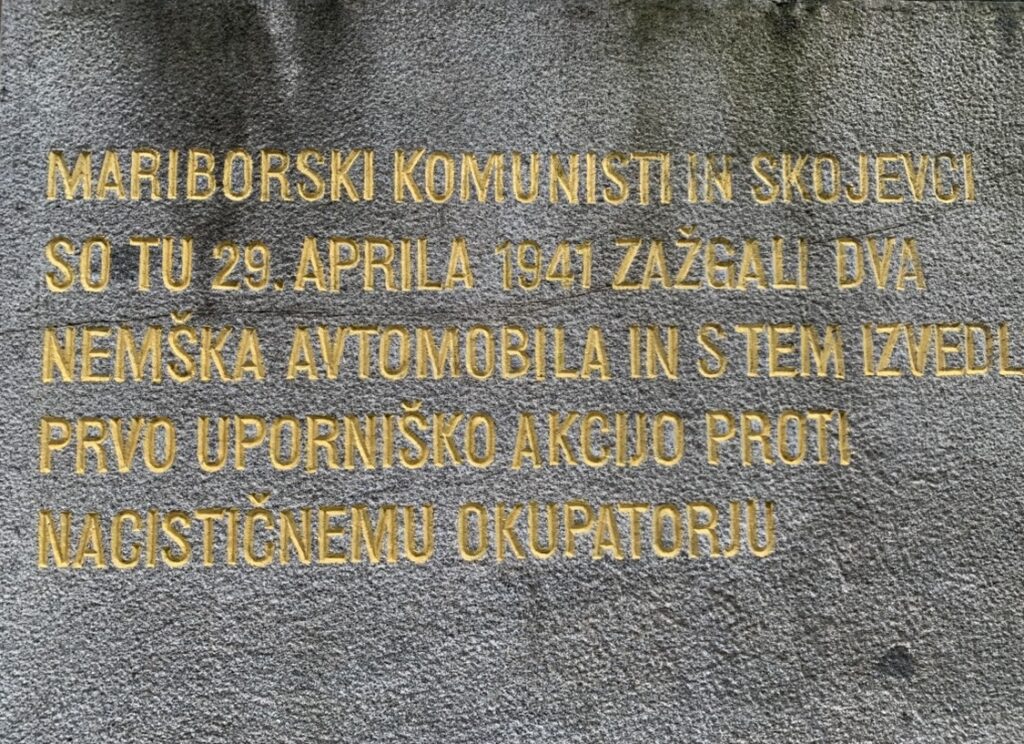 MARIBORSKI KOMUNISTI IN SKOJEVCI
SO TU 29. APRILA 1941 ZAŽGALI DVA
NEMŠKA AVTOMOBILA IN S TEM IZVEDL
PRVO UPORNIŠKO AKCIJO PROTI
NACISTIČNEMU OKUPATORJU